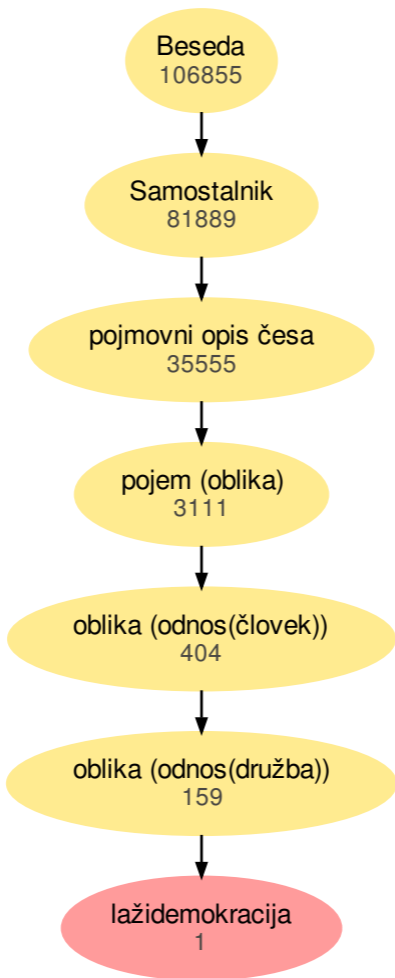 Beseda
106855
Samostalnik
81889
pojmovni opis česa
35555
pojem (oblika)
3111
oblika (odnos(človek))
404
oblika (odnos(družba))
159
lažidemokracija
1